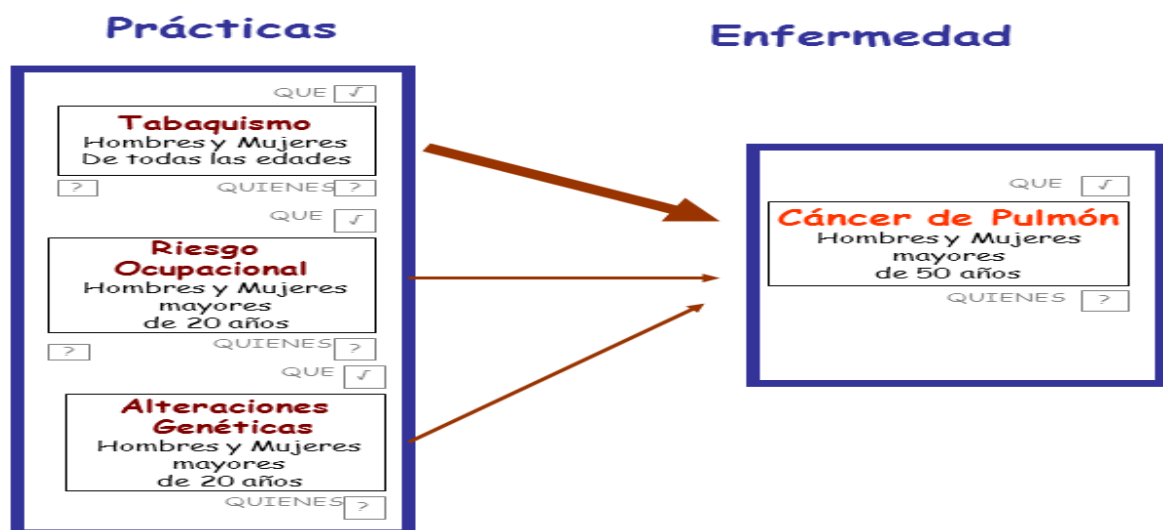 Prácticas
Enfermedad
QUE √
Tabaquismo
Hombres y Mujeres
De todas las edades
? QUIENES ?
QUE √
Riesgo
Ocupacional
Hombres y Mujeres
mayores
de 20 años
? QUIENES ?
QUE √
Alteraciones
Genéticas
Hombres y Mujeres
mayores
de 20 años
QUIENES ?
QUE √
Cáncer de Pulmón
Hombres y Mujeres
mayores
de 50 años
QUIENES ?